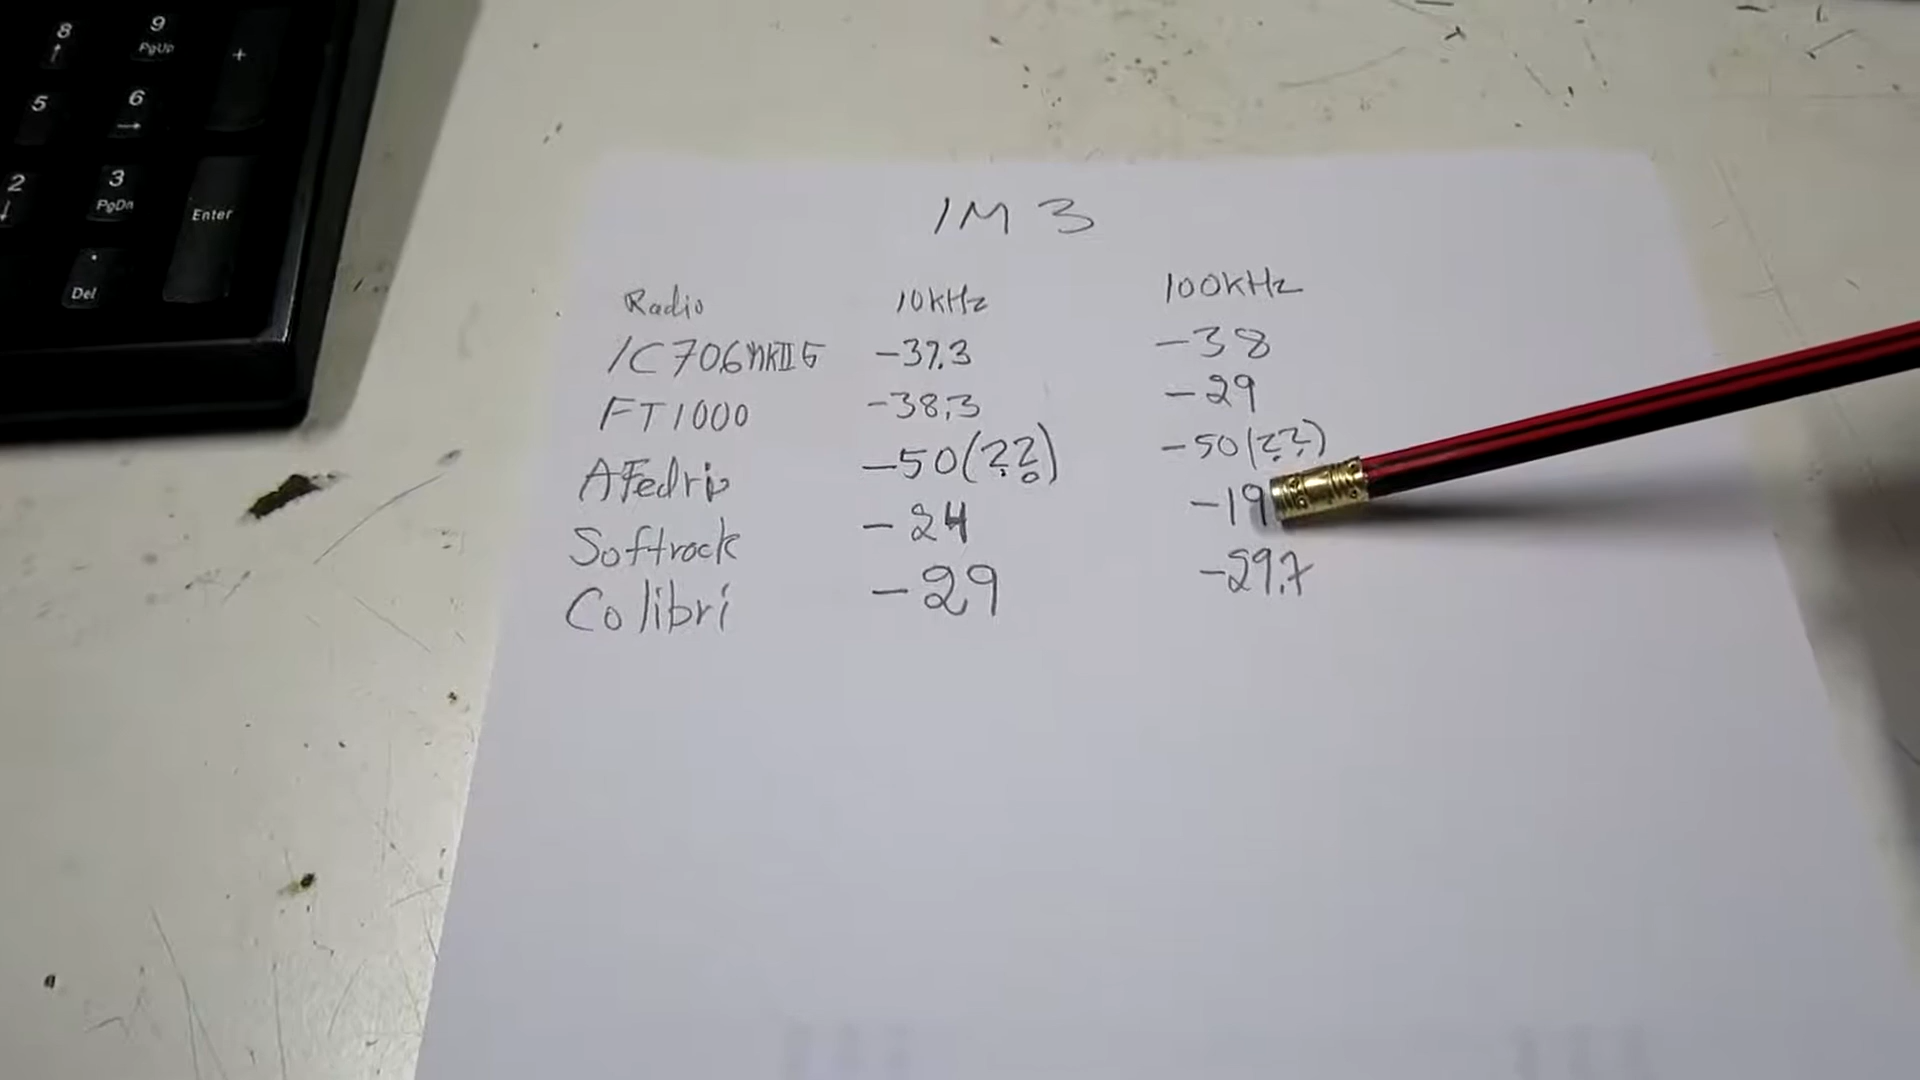 8 9
PgUp +
5 6
2 3
PgDn Enter
.
Del
IM3
Radio 10kHz 100kHz
IC706MKIIG -37.3 -38
FT1000 -38.3 -29
AFedrio -50(??) -50(??)
Softrock -24 -19
Colibri -29 -29.7